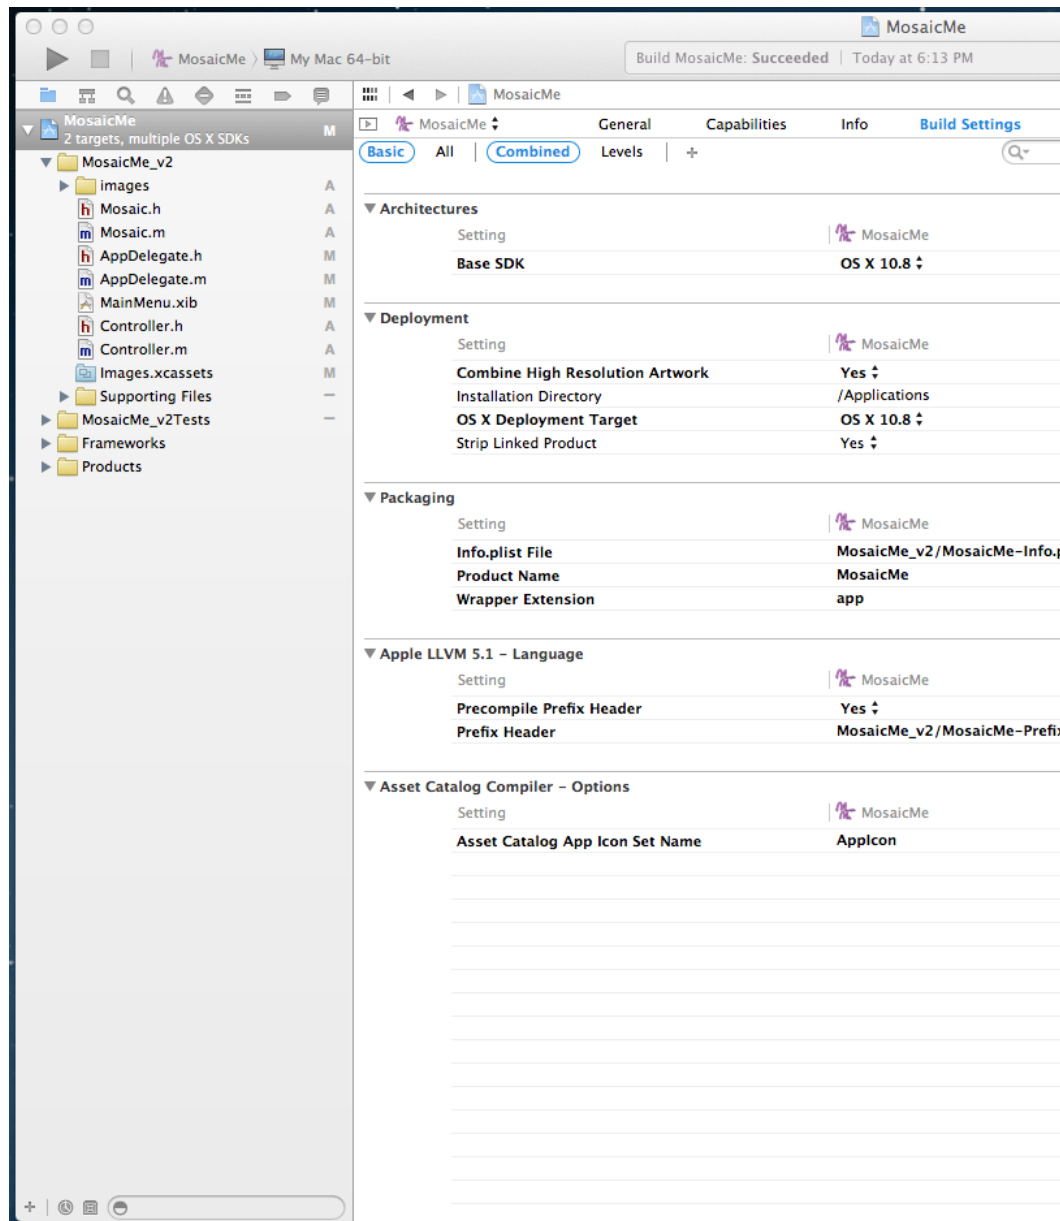 MosaicMe
MosaicMe My Mac 64-bit
Build MosaicMe: Succeeded | Today at 6:13 PM
MosaicMe
MosaicMe
2 targets, multiple OS X SDKs M
MosaicMe_v2
images A
Mosaic.h A
Mosaic.m A
AppDelegate.h M
AppDelegate.m M
MainMenu.xib M
Controller.h A
Controller.m A
Images.xcassets M
Supporting Files
MosaicMe_v2Tests
Frameworks
Products
MosaicMe General Capabilities Info Build Settings
Basic All Combined Levels +
Architectures
Setting MosaicMe
Base SDK OS X 10.8
Deployment
Setting MosaicMe
Combine High Resolution Artwork Yes
Installation Directory /Applications
OS X Deployment Target OS X 10.8
Strip Linked Product Yes
Packaging
Setting MosaicMe
Info.plist File MosaicMe_v2/MosaicMe-Info.p
Product Name MosaicMe
Wrapper Extension app
Apple LLVM 5.1 – Language
Setting MosaicMe
Precompile Prefix Header Yes
Prefix Header MosaicMe_v2/MosaicMe-Prefix
Asset Catalog Compiler – Options
Setting MosaicMe
Asset Catalog App Icon Set Name AppIcon